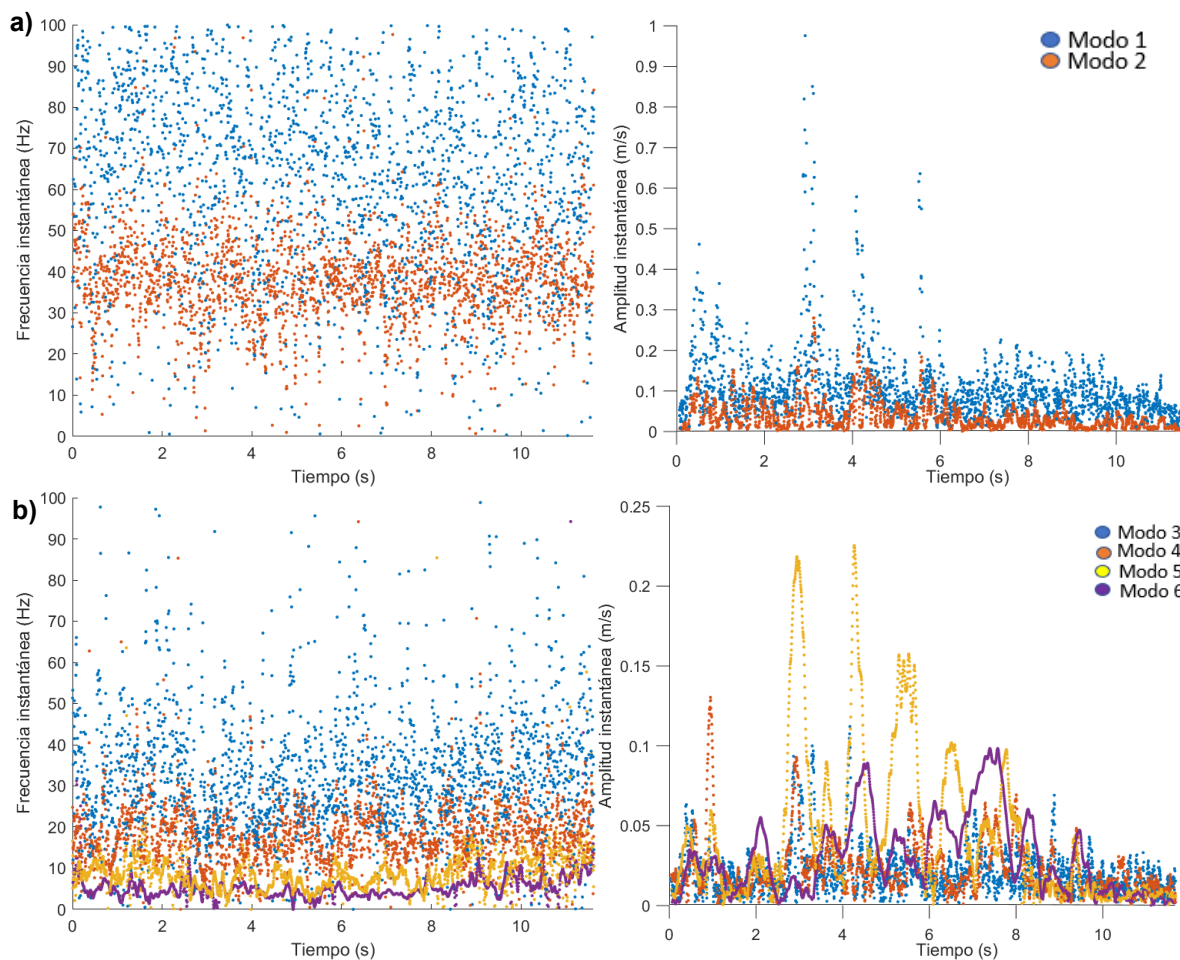 a)
Frecuencia instantánea (Hz)
100
90
80
70
60
50
40
30
20
10
0
0 2 4 6 8 10
Tiempo (s)
Amplitud instantánea (m/s)
1
0.9
0.8
0.7
0.6
0.5
0.4
0.3
0.2
0.1
0
0 2 4 6 8 10
Tiempo (s)
Modo 1
Modo 2
b)
Frecuencia instantánea (Hz)
100
90
80
70
60
50
40
30
20
10
0
0 2 4 6 8 10
Tiempo (s)
Amplitud instantánea (m/s)
0.25
0.2
0.15
0.1
0.05
0
0 2 4 6 8 10
Tiempo (s)
Modo 3
Modo 4
Modo 5
Modo 6